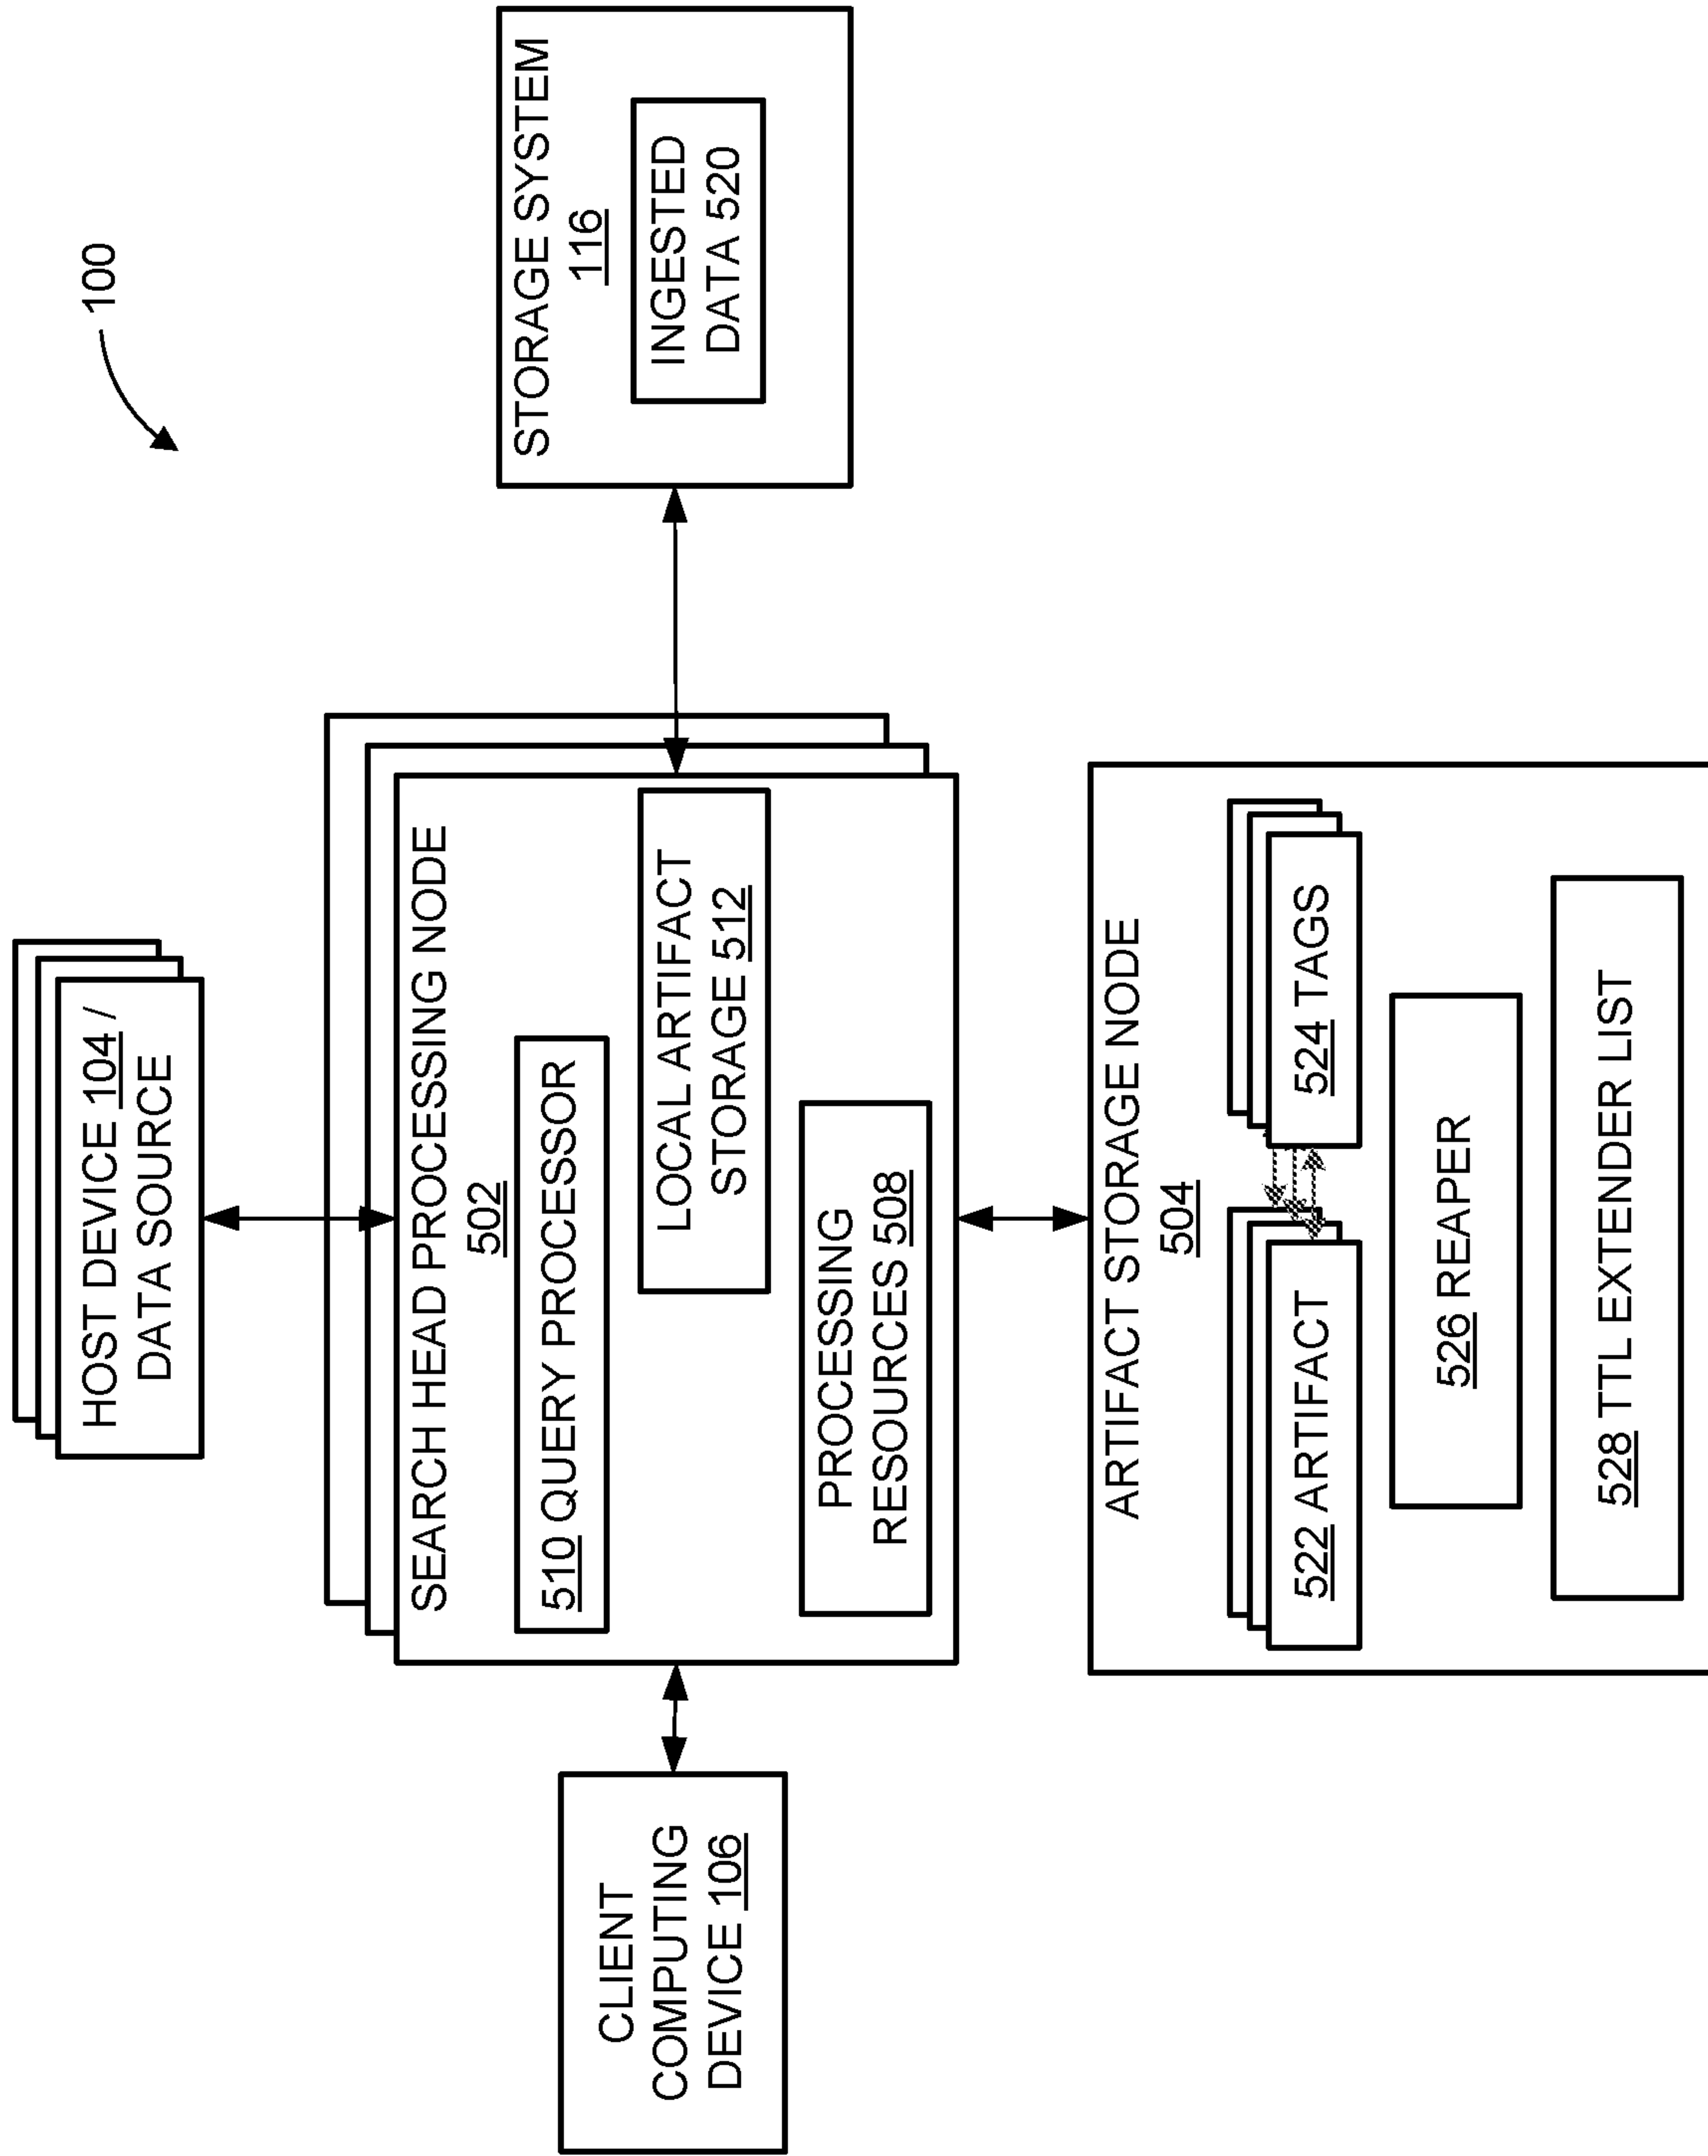 100
HOST DEVICE 104 /
DATA SOURCE
CLIENT
COMPUTING
DEVICE 106
SEARCH HEAD PROCESSING NODE
502
510 QUERY PROCESSOR
LOCAL ARTIFACT
STORAGE 512
PROCESSING
RESOURCES 508
STORAGE SYSTEM
116
INGESTED
DATA 520
ARTIFACT STORAGE NODE
504
522 ARTIFACT
524 TAGS
526 REAPER
528 TTL EXTENDER LIST